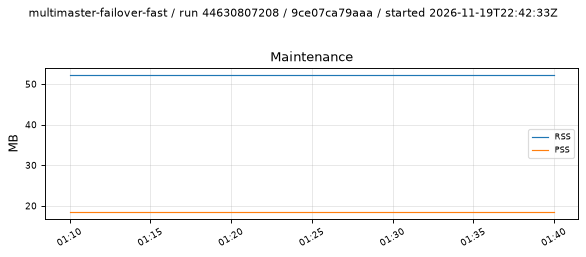 multimaster-failover-fast / run 44630807208 / 9ce07ca79aaa / started 2026-11-19T22:42:33Z
Maintenance
MB
50
40
30
20
RSS
PSS
01:10
01:15
01:20
01:25
01:30
01:35
01:40